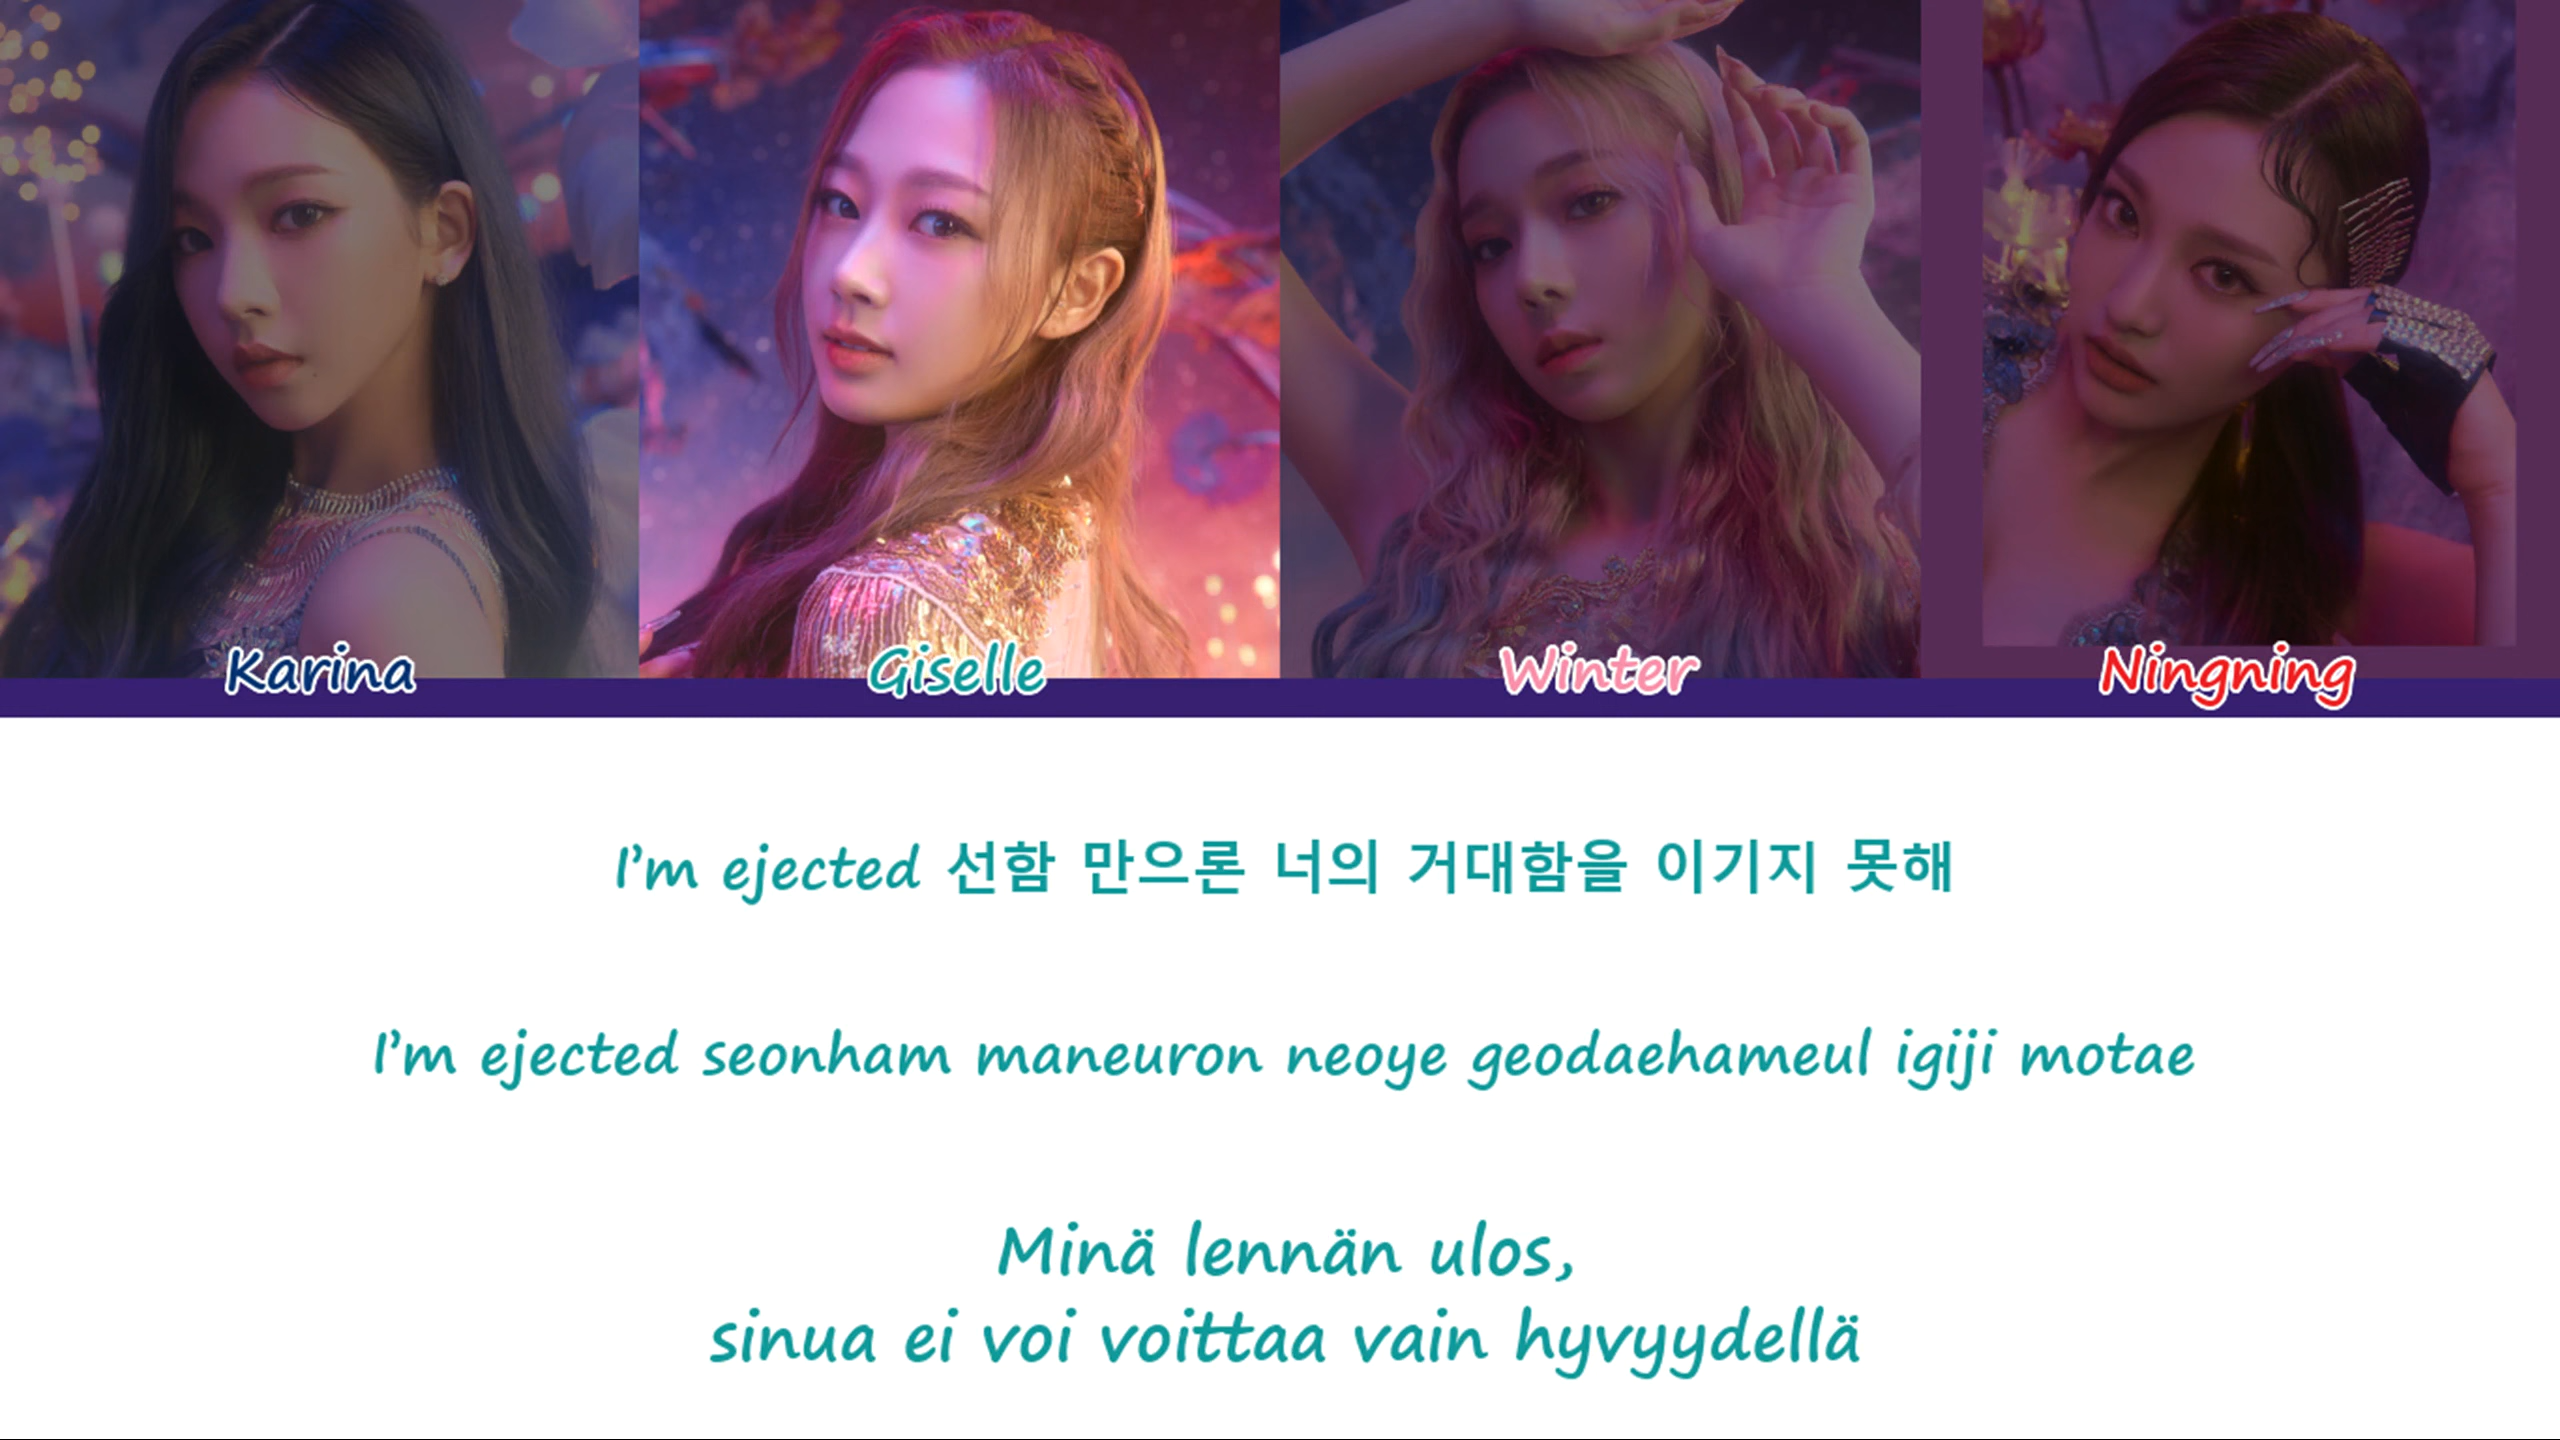 Karina
Giselle
Winter
Ningning
I'm ejected 선함 만으론 너의 거대함을 이기지 못해
I'm ejected seonham maneuron neoye geodaehameul igiji motae
Minä lennän ulos,
sinua ei voi voittaa vain hyvyydellä